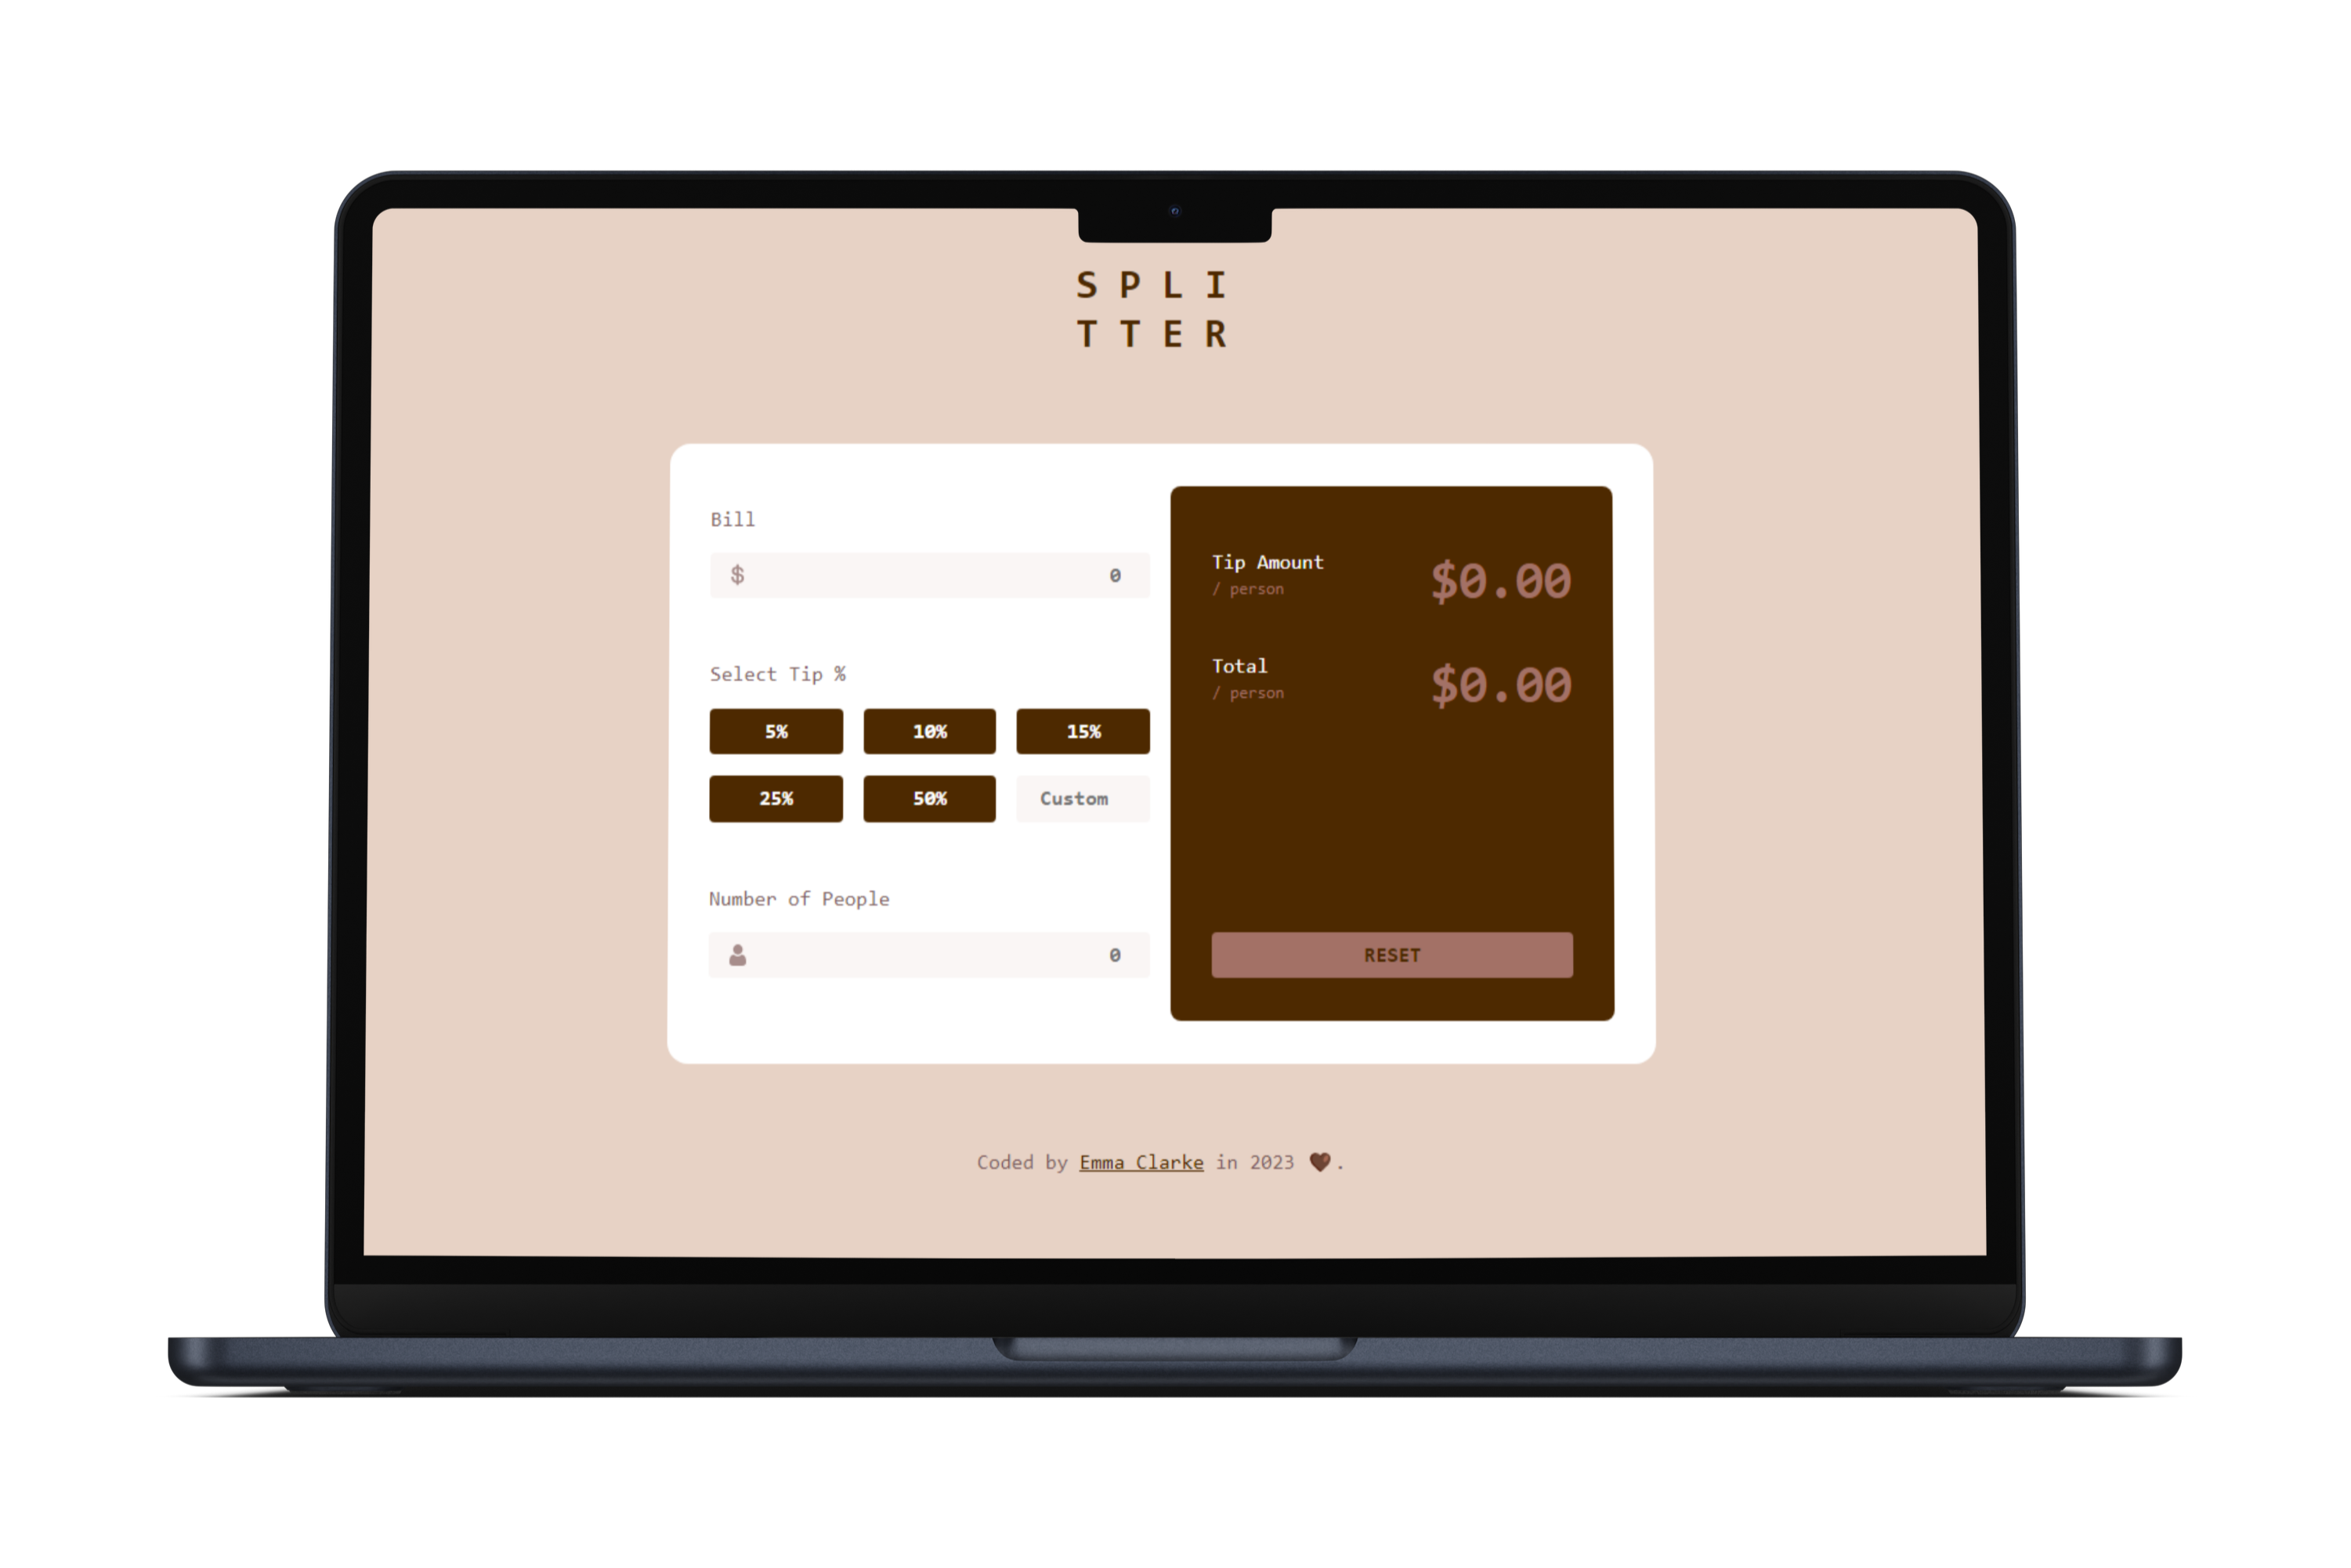 S P L I
T T E R
Bill
$ 0
Select Tip %
5% 10% 15%
25% 50% Custom
Number of People
0
Tip Amount
/ person
$0.00
Total
/ person
$0.00
RESET
Coded by Emma Clarke in 2023 🤎.